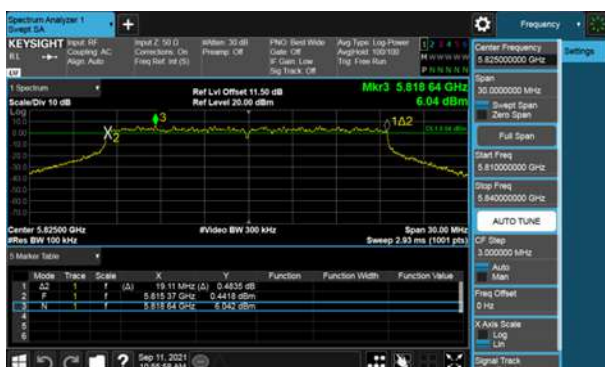 Spectrum Analyzer 1
Swept SA
+
Frequency
KEYSIGHT
Input: RF
Coupling: AC
Align: Auto
Input Z: 50 Ω
Corrections: On
Freq Ref: Int (S)
#Atten: 30 dB
Preamp: Off
PNO: Best Wide
Gate: Off
IF Gain: Low
Sig Track: Off
Avg Type: Log-Power
Avg|Hold: 100/100
Trig: Free Run
1 Spectrum
Scale/Div 10 dB
Log
Ref Lvl Offset 11.50 dB
Ref Level 20.00 dBm
Mkr3 5.818 64 GHz
6.04 dBm
3
1Δ2
2
Center 5.82500 GHz
#Res BW 100 kHz
#Video BW 300 kHz
Span 30.00 MHz
Sweep 2.93 ms (1001 pts)
5 Marker Table
Mode Trace Scale X Y Function Function Width Function Value
1 Δ2 1 f (Δ) 19.11 MHz (Δ) 0.4835 dB
2 F 1 f 5.815 37 GHz 0.4418 dBm
3 N 1 f 5.818 64 GHz 6.042 dBm
4
5
6
Sep 11, 2021
Center Frequency
5.825000000 GHz
Settings
Span
30.0000000 MHz
Swept Span
Zero Span
Full Span
Start Freq
5.810000000 GHz
Stop Freq
5.840000000 GHz
AUTO TUNE
CF Step
3.000000 MHz
Auto
Man
Freq Offset
0 Hz
X Axis Scale
Log
Lin
Signal Track